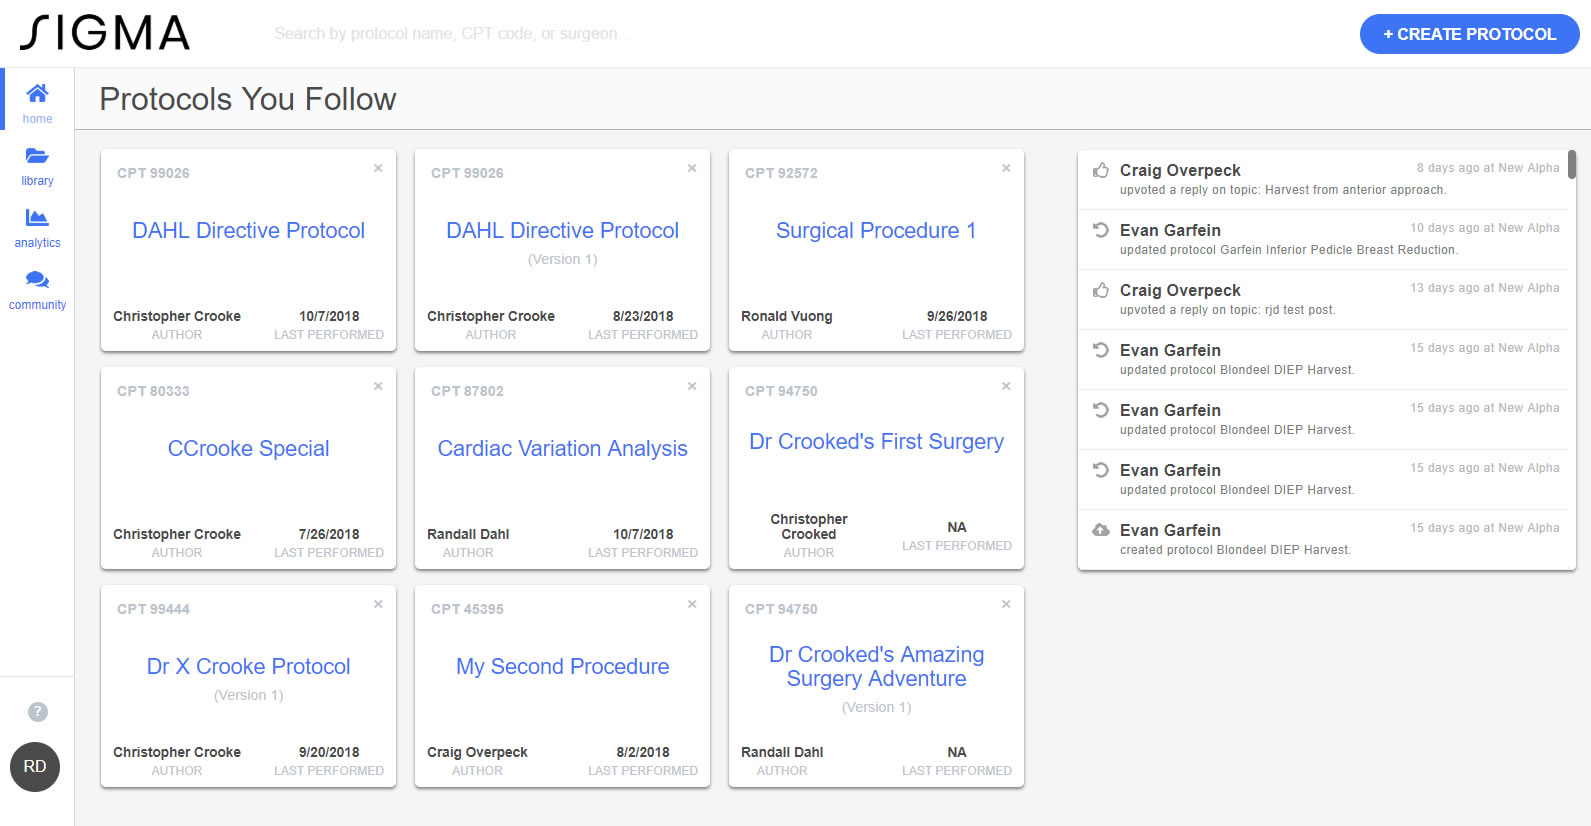 SIGMA
Search by protocol name, CPT code, or surgeon...
+ CREATE PROTOCOL
home
library
analytics
community
?
RD
Protocols You Follow
CPT 99026 ×
DAHL Directive Protocol
Christopher Crooke 10/7/2018
AUTHOR LAST PERFORMED
CPT 99026 ×
DAHL Directive Protocol
(Version 1)
Christopher Crooke 8/23/2018
AUTHOR LAST PERFORMED
CPT 92572 ×
Surgical Procedure 1
Ronald Vuong 9/26/2018
AUTHOR LAST PERFORMED
CPT 80333 ×
CCrooke Special
Christopher Crooke 7/26/2018
AUTHOR LAST PERFORMED
CPT 87802 ×
Cardiac Variation Analysis
Randall Dahl 10/7/2018
AUTHOR LAST PERFORMED
CPT 94750 ×
Dr Crooked's First Surgery
Christopher
Crooked NA
AUTHOR LAST PERFORMED
CPT 99444 ×
Dr X Crooke Protocol
(Version 1)
Christopher Crooke 9/20/2018
AUTHOR LAST PERFORMED
CPT 45395 ×
My Second Procedure
Craig Overpeck 8/2/2018
AUTHOR LAST PERFORMED
CPT 94750 ×
Dr Crooked's Amazing
Surgery Adventure
(Version 1)
Randall Dahl NA
AUTHOR LAST PERFORMED
Craig Overpeck 8 days ago at New Alpha
upvoted a reply on topic: Harvest from anterior approach.
Evan Garfein 10 days ago at New Alpha
updated protocol Garfein Inferior Pedicle Breast Reduction.
Craig Overpeck 13 days ago at New Alpha
upvoted a reply on topic: rjd test post.
Evan Garfein 15 days ago at New Alpha
updated protocol Blondeel DIEP Harvest.
Evan Garfein 15 days ago at New Alpha
updated protocol Blondeel DIEP Harvest.
Evan Garfein 15 days ago at New Alpha
updated protocol Blondeel DIEP Harvest.
Evan Garfein 15 days ago at New Alpha
created protocol Blondeel DIEP Harvest.